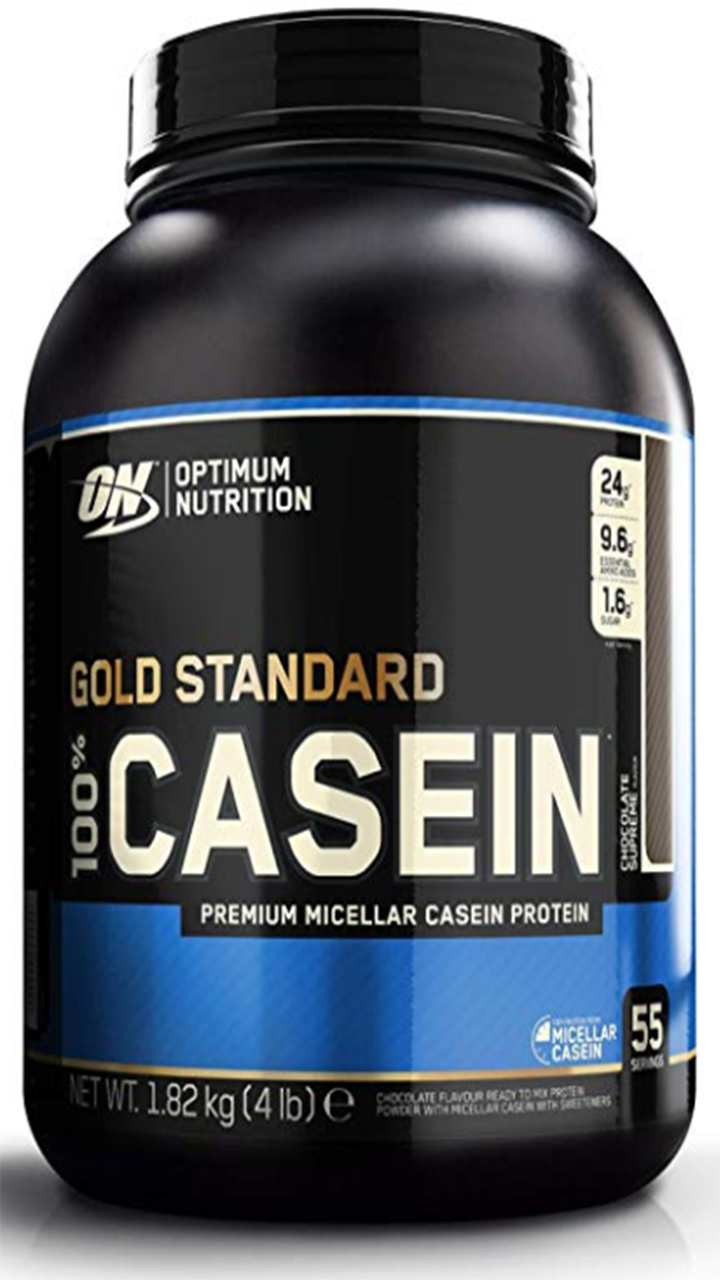 ON
OPTIMUM
NUTRITION
24g
PROTEIN
9.6g
ESSENTIAL
AMINO ACIDS
1.6g
SUGAR
GOLD STANDARD
100% CASEIN
CHOCOLATE
SUPREME FLAVOUR
PREMIUM MICELLAR CASEIN PROTEIN
MICELLAR
CASEIN
55
SERVINGS
NET WT. 1.82 kg (4 lb) ℮
CHOCOLATE FLAVOUR READY TO MIX PROTEIN
POWDER WITH MICELLAR CASEIN WITH SWEETENERS